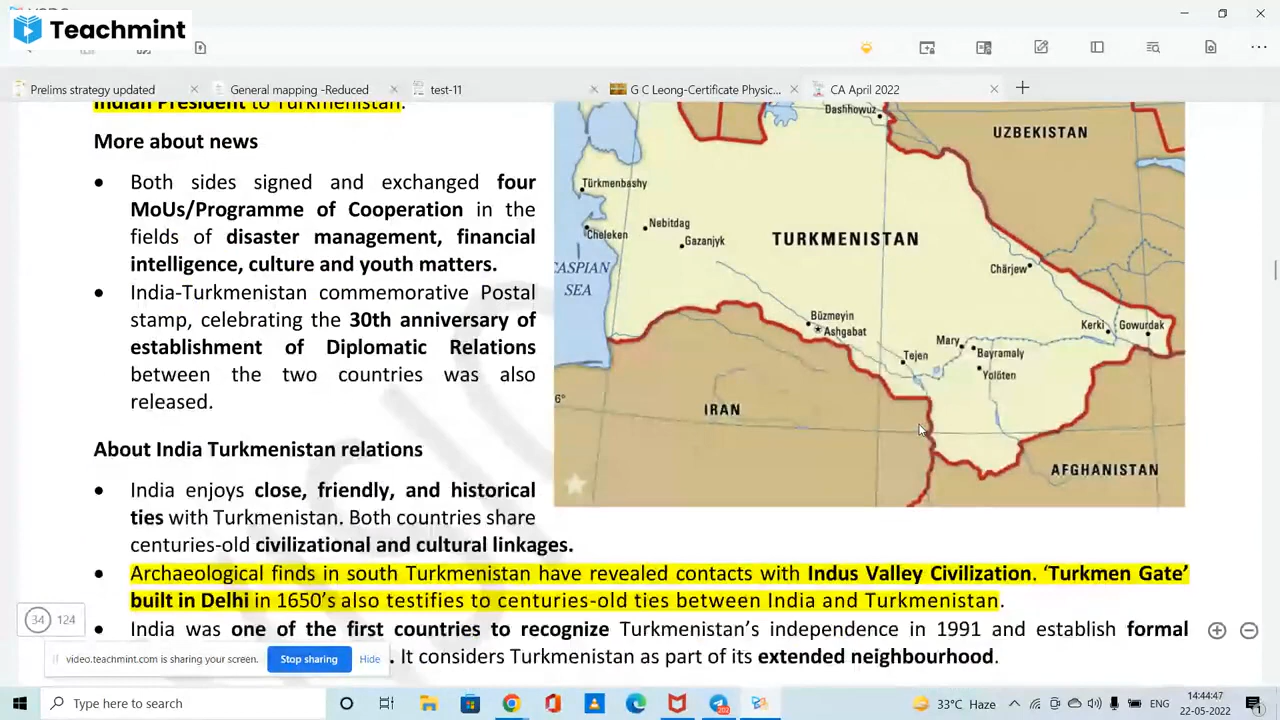 Teachmint
Prelims strategy updated
General mapping -Reduced
test-11
G C Leong-Certificate Physic...
CA April 2022
Indian President to Turkmenistan.
More about news
• Both sides signed and exchanged four
MoUs/Programme of Cooperation in the
fields of disaster management, financial
intelligence, culture and youth matters.
• India-Turkmenistan commemorative Postal
stamp, celebrating the 30th anniversary of
establishment of Diplomatic Relations
between the two countries was also
released.
About India Turkmenistan relations
• India enjoys close, friendly, and historical
ties with Turkmenistan. Both countries share
centuries-old civilizational and cultural linkages.
• Archaeological finds in south Turkmenistan have revealed contacts with Indus Valley Civilization. ‘Turkmen Gate’
built in Delhi in 1650’s also testifies to centuries-old ties between India and Turkmenistan.
• India was one of the first countries to recognize Turkmenistan’s independence in 1991 and establish formal
. It considers Turkmenistan as part of its extended neighbourhood.
Dashhowuz
UZBEKISTAN
Türkmenbashy
Nebitdag
Cheleken
Gazanjyk
TURKMENISTAN
CASPIAN
SEA
Chärjew
Büzmeyin
Ashgabat
Kerki
Gowurdak
Mary
Bayramaly
Tejen
Yolöten
6°
IRAN
AFGHANISTAN
34
124
video.teachmint.com is sharing your screen.
Stop sharing
Hide
Type here to search
202
33°C Haze
ENG
14:44:47
22-05-2022
1